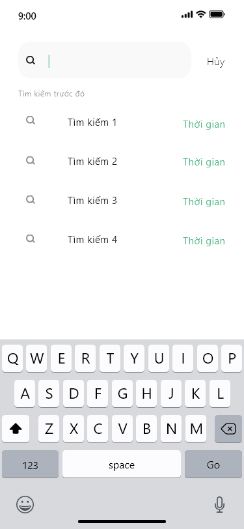 9:00
Hủy
Tìm kiếm trước đó
Tìm kiếm 1 Thời gian
Tìm kiếm 2 Thời gian
Tìm kiếm 3 Thời gian
Tìm kiếm 4 Thời gian
Q W E R T Y U I O P
A S D F G H J K L
Z X C V B N M
123 space Go